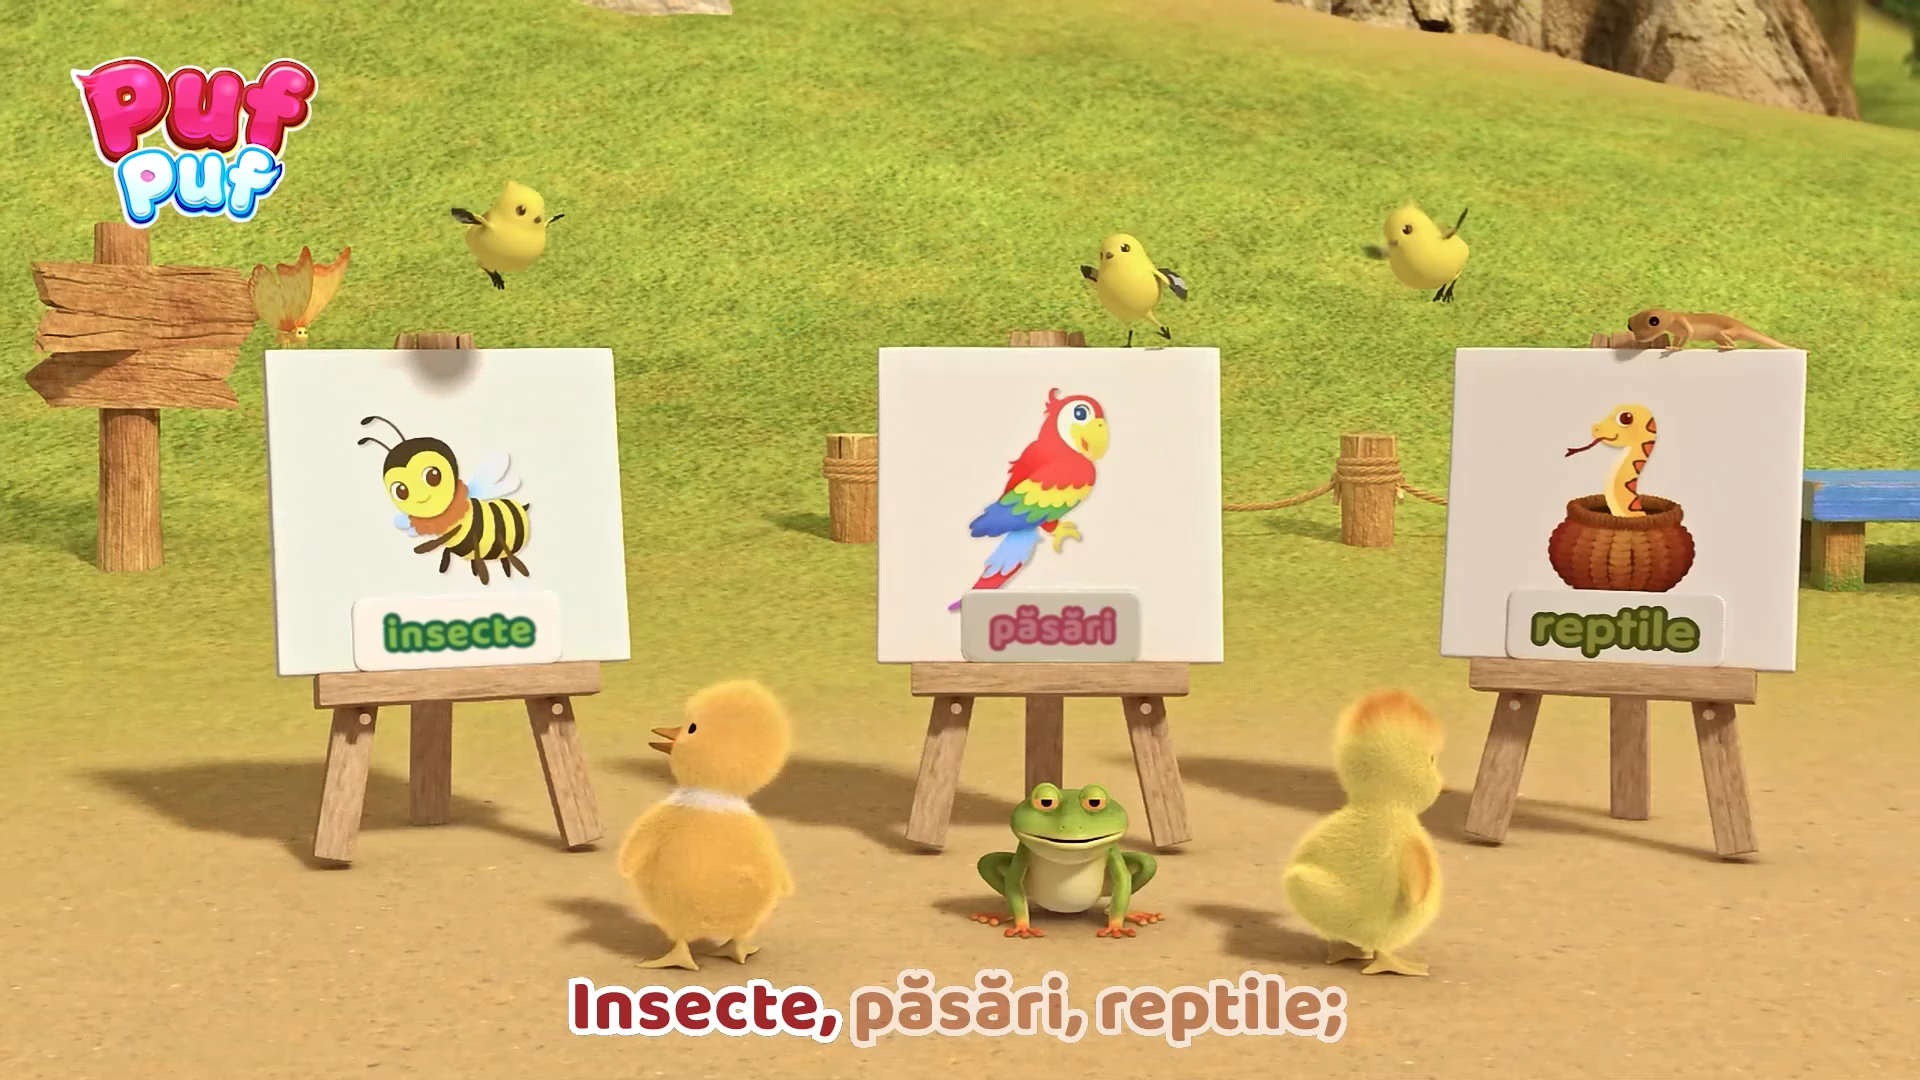 Puf
Puf
insecte
păsări
reptile
Insecte, păsări, reptile;